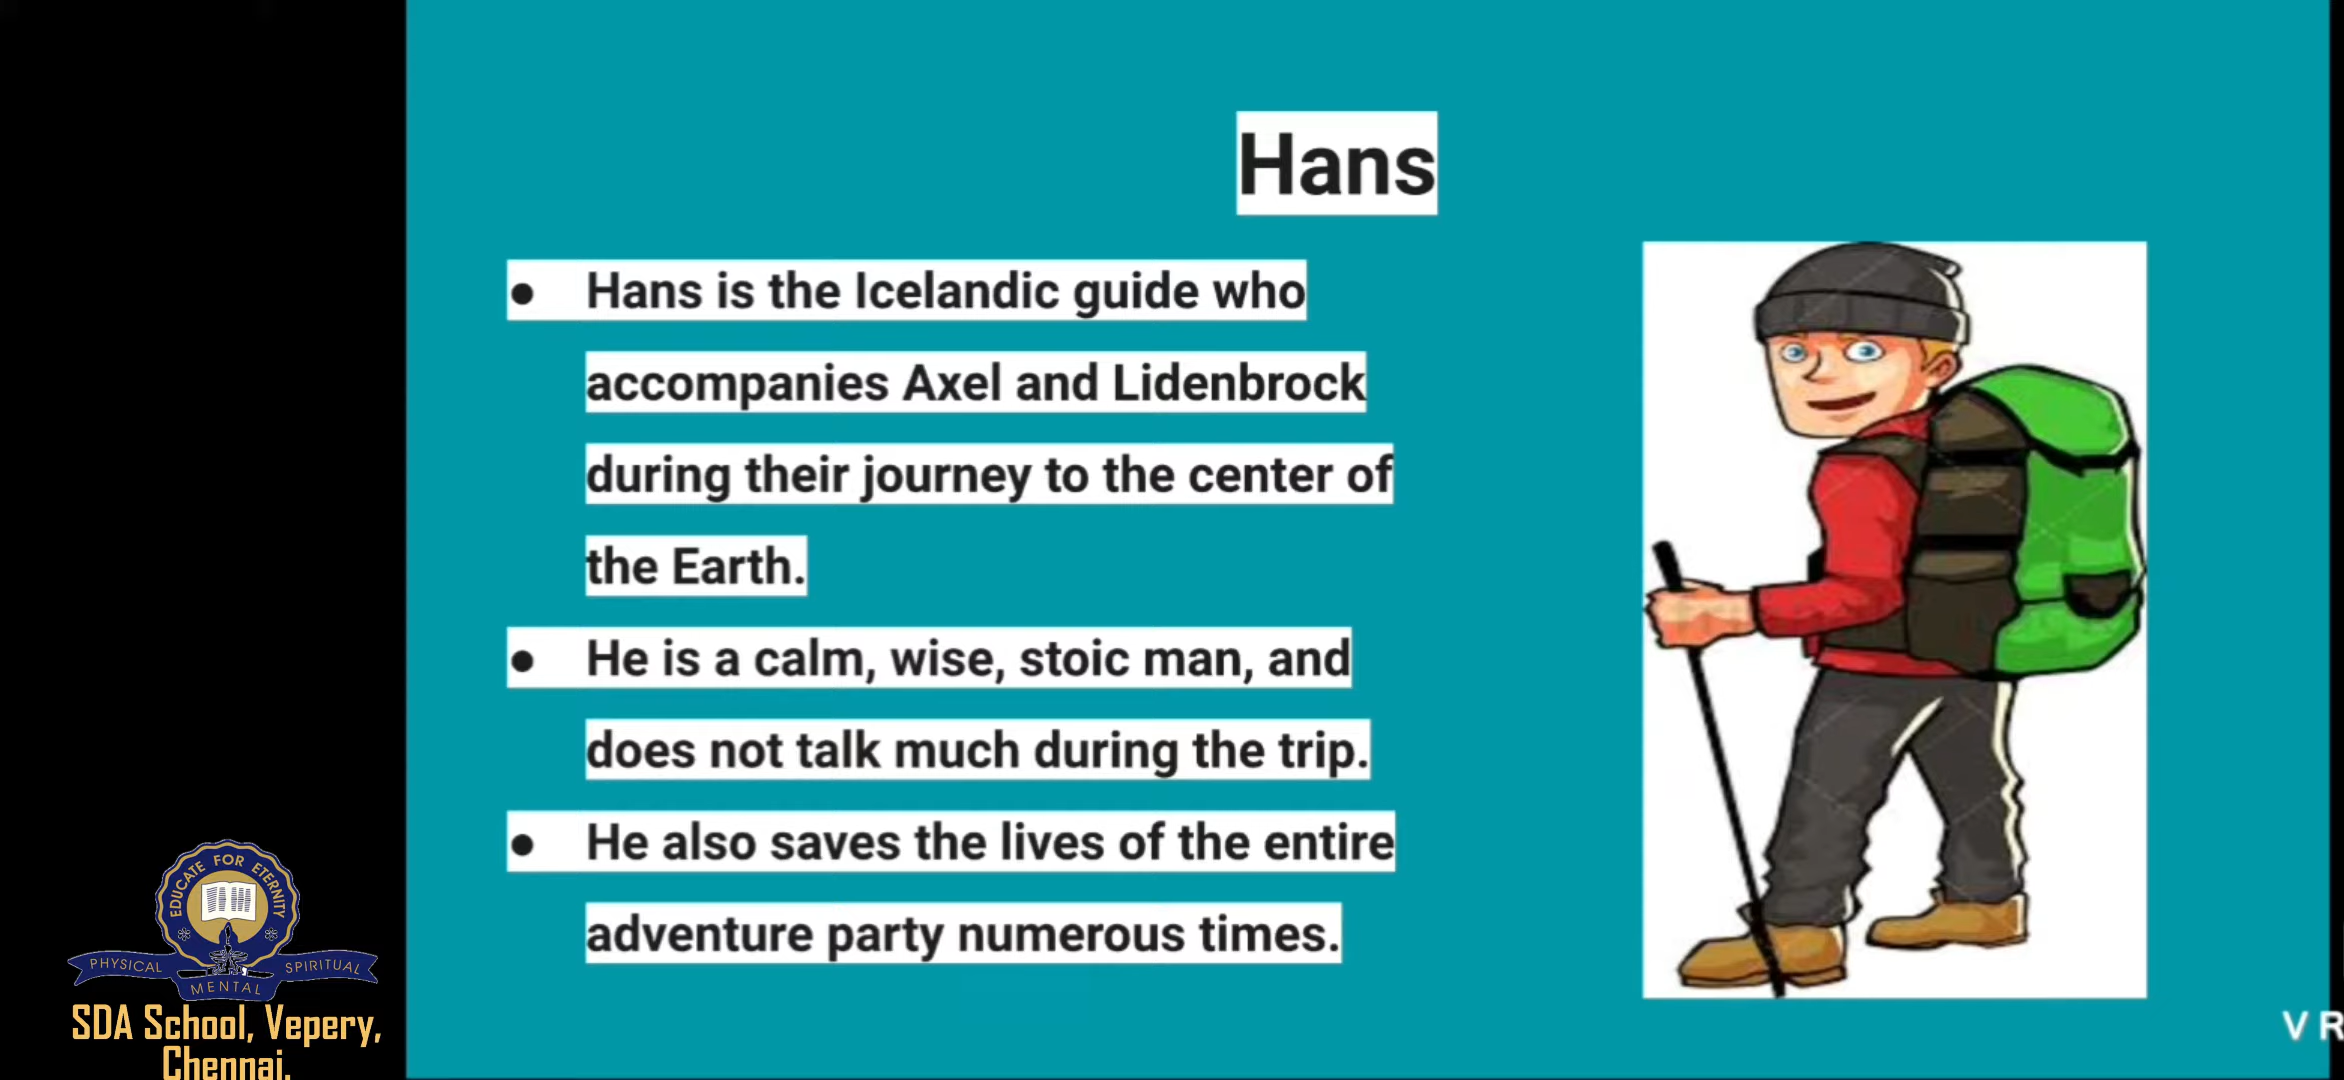 Hans
● Hans is the Icelandic guide who
accompanies Axel and Lidenbrock
during their journey to the center of
the Earth.
● He is a calm, wise, stoic man, and
does not talk much during the trip.
● He also saves the lives of the entire
adventure party numerous times.
EDUCATE FOR ETERNITY
PHYSICAL MENTAL SPIRITUAL
SDA School, Vepery,
Chennai.
V R